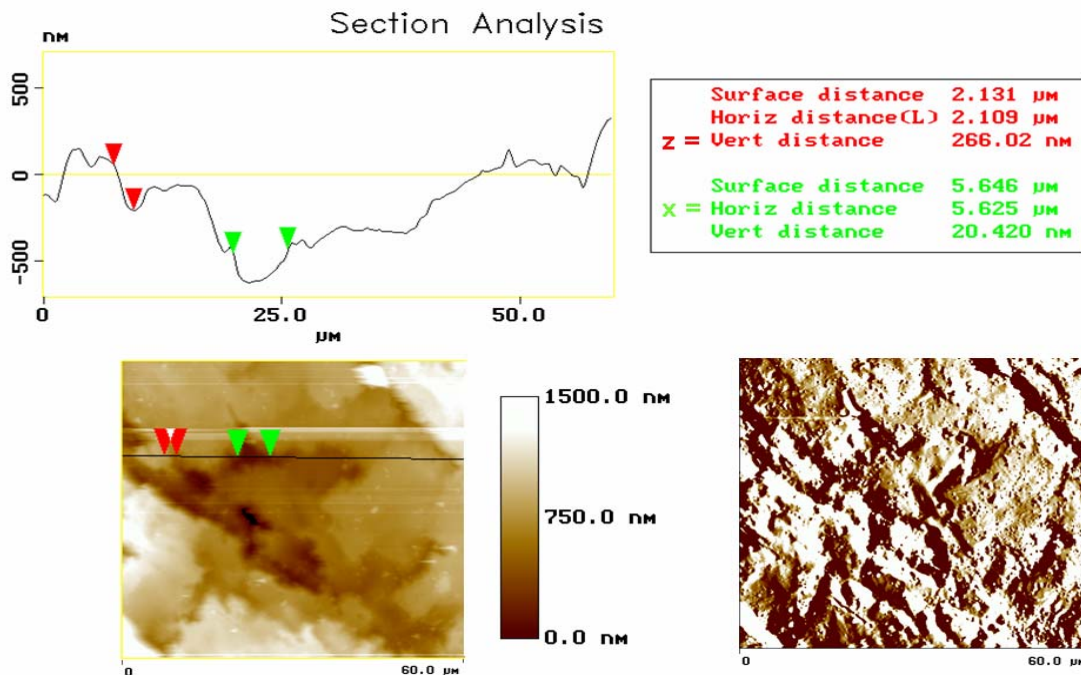 Section Analysis
nM
500
0
-500
0 25.0 50.0
μM
Surface distance 2.131 μM
Horiz distance(L) 2.109 μM
z = Vert distance 266.02 nM
Surface distance 5.646 μM
x = Horiz distance 5.625 μM
Vert distance 20.420 nM
1500.0 nM
750.0 nM
0.0 nM
0 60.0 μM
0 60.0 μM